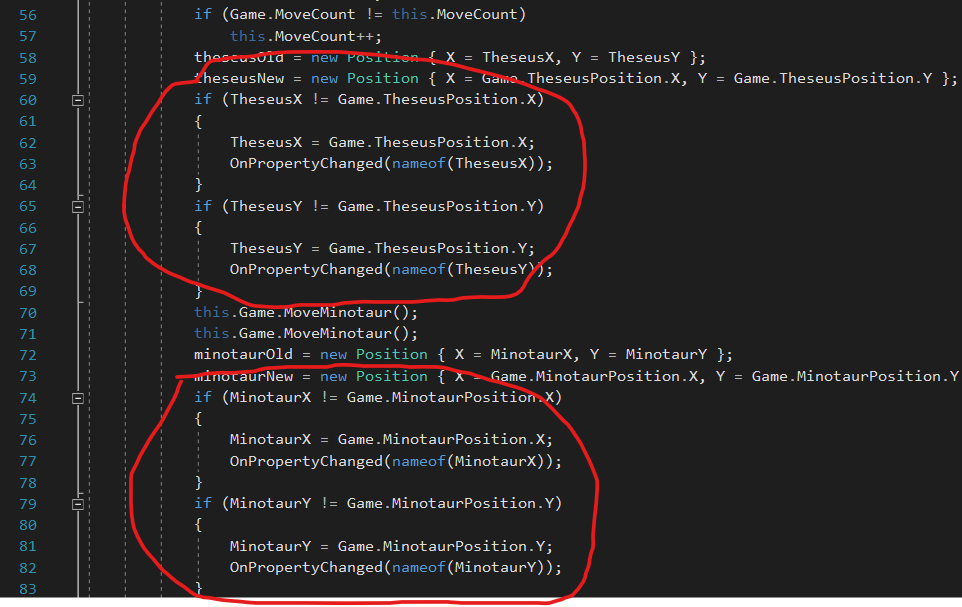 56 if (Game.MoveCount != this.MoveCount)
57 this.MoveCount++;
58 theseusOld = new Position { X = TheseusX, Y = TheseusY };
59 theseusNew = new Position { X = Game.TheseusPosition.X, Y = Game.TheseusPosition.Y };
60 if (TheseusX != Game.TheseusPosition.X)
61 {
62 TheseusX = Game.TheseusPosition.X;
63 OnPropertyChanged(nameof(TheseusX));
64 }
65 if (TheseusY != Game.TheseusPosition.Y)
66 {
67 TheseusY = Game.TheseusPosition.Y;
68 OnPropertyChanged(nameof(TheseusY));
69 }
70 this.Game.MoveMinotaur();
71 this.Game.MoveMinotaur();
72 minotaurOld = new Position { X = MinotaurX, Y = MinotaurY };
73 minotaurNew = new Position { X = Game.MinotaurPosition.X, Y = Game.MinotaurPosition.Y
74 if (MinotaurX != Game.MinotaurPosition.X)
75 {
76 MinotaurX = Game.MinotaurPosition.X;
77 OnPropertyChanged(nameof(MinotaurX));
78 }
79 if (MinotaurY != Game.MinotaurPosition.Y)
80 {
81 MinotaurY = Game.MinotaurPosition.Y;
82 OnPropertyChanged(nameof(MinotaurY));
83 }